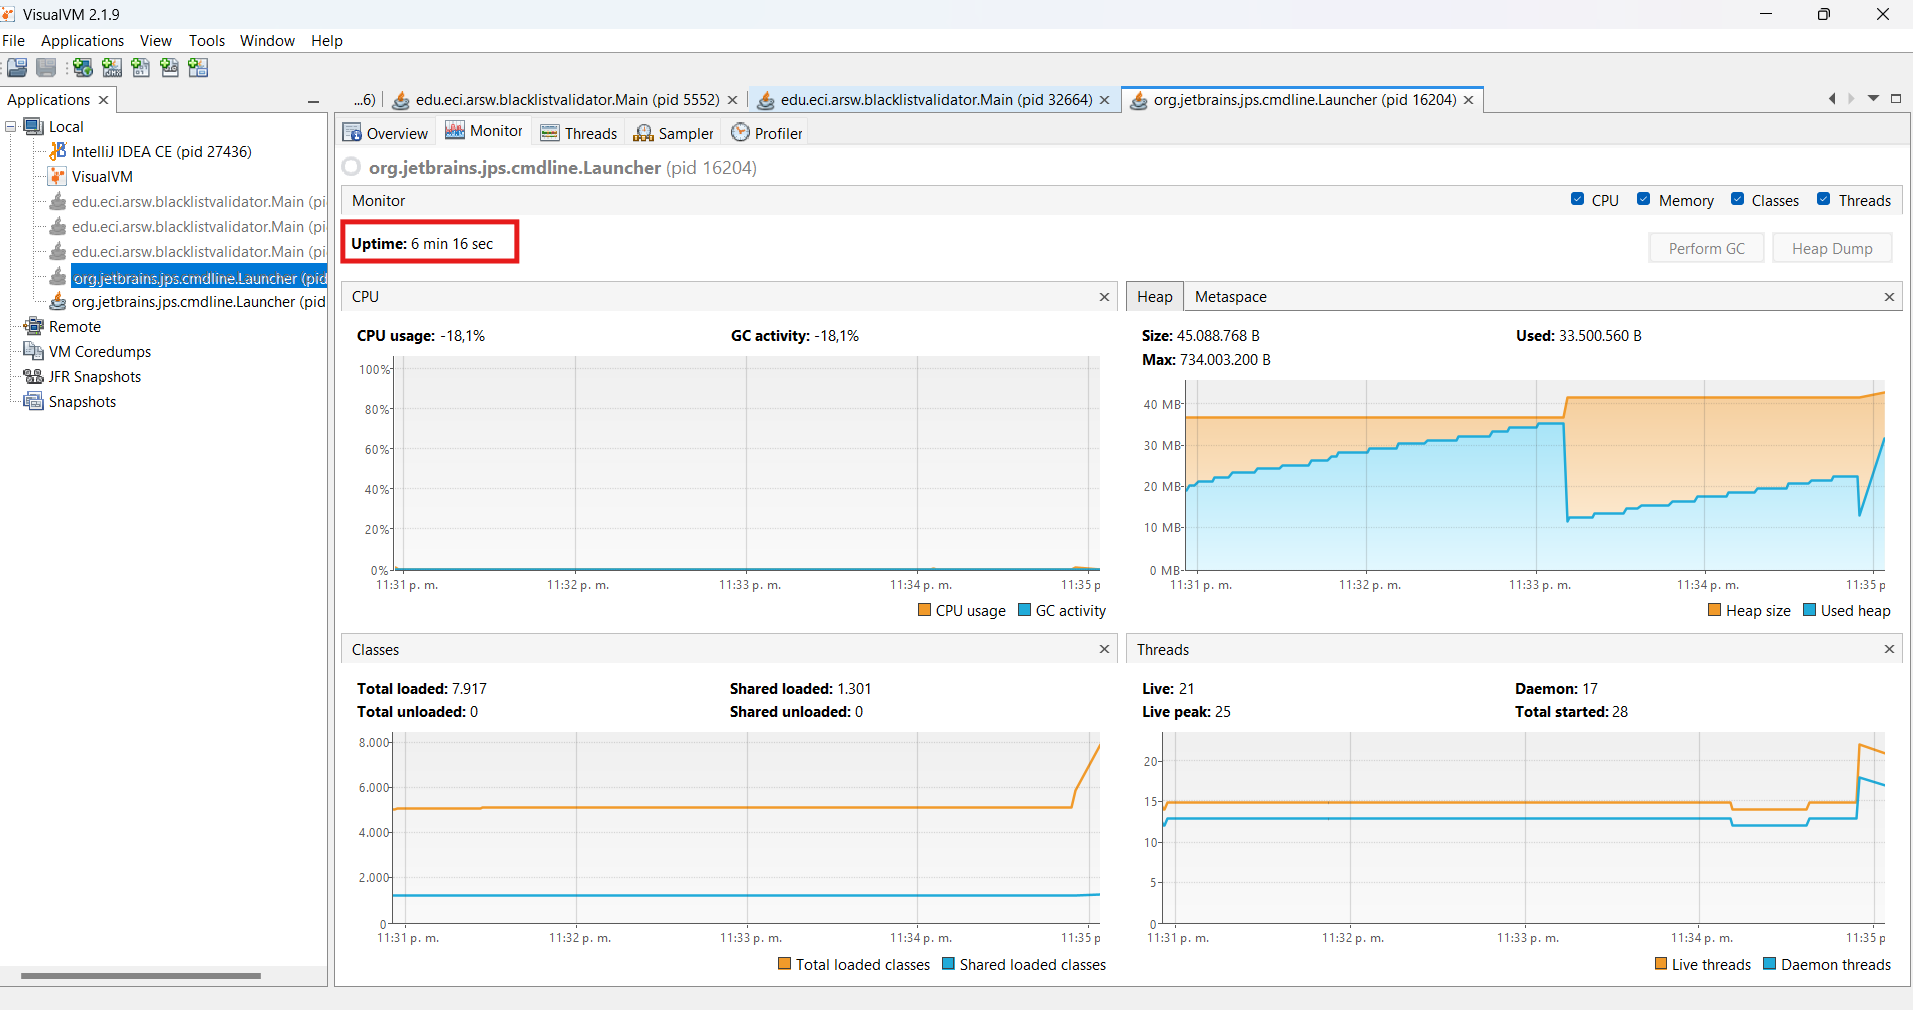 VisualVM 2.1.9
File Applications View Tools Window Help
Applications
...6) edu.eci.arsw.blacklistvalidator.Main (pid 5552) edu.eci.arsw.blacklistvalidator.Main (pid 32664) org.jetbrains.jps.cmdline.Launcher (pid 16204)
Local
IntelliJ IDEA CE (pid 27436)
VisualVM
edu.eci.arsw.blacklistvalidator.Main (pi
edu.eci.arsw.blacklistvalidator.Main (pi
edu.eci.arsw.blacklistvalidator.Main (pi
org.jetbrains.jps.cmdline.Launcher (pid
org.jetbrains.jps.cmdline.Launcher (pid
Remote
VM Coredumps
JFR Snapshots
Snapshots
Overview Monitor Threads Sampler Profiler
org.jetbrains.jps.cmdline.Launcher (pid 16204)
Monitor CPU Memory Classes Threads
Uptime: 6 min 16 sec
Perform GC Heap Dump
CPU
CPU usage: -18,1% GC activity: -18,1%
100%
80%
60%
40%
20%
0%
11:31 p. m. 11:32 p. m. 11:33 p. m. 11:34 p. m. 11:35 p
CPU usage GC activity
Heap Metaspace
Size: 45.088.768 B Used: 33.500.560 B
Max: 734.003.200 B
40 MB
30 MB
20 MB
10 MB
0 MB
11:31 p. m. 11:32 p. m. 11:33 p. m. 11:34 p. m. 11:35 p
Heap size Used heap
Classes
Total loaded: 7.917 Shared loaded: 1.301
Total unloaded: 0 Shared unloaded: 0
8.000
6.000
4.000
2.000
0
11:31 p. m. 11:32 p. m. 11:33 p. m. 11:34 p. m. 11:35 p
Total loaded classes Shared loaded classes
Threads
Live: 21 Daemon: 17
Live peak: 25 Total started: 28
20
15
10
5
0
11:31 p. m. 11:32 p. m. 11:33 p. m. 11:34 p. m. 11:35 p
Live threads Daemon threads